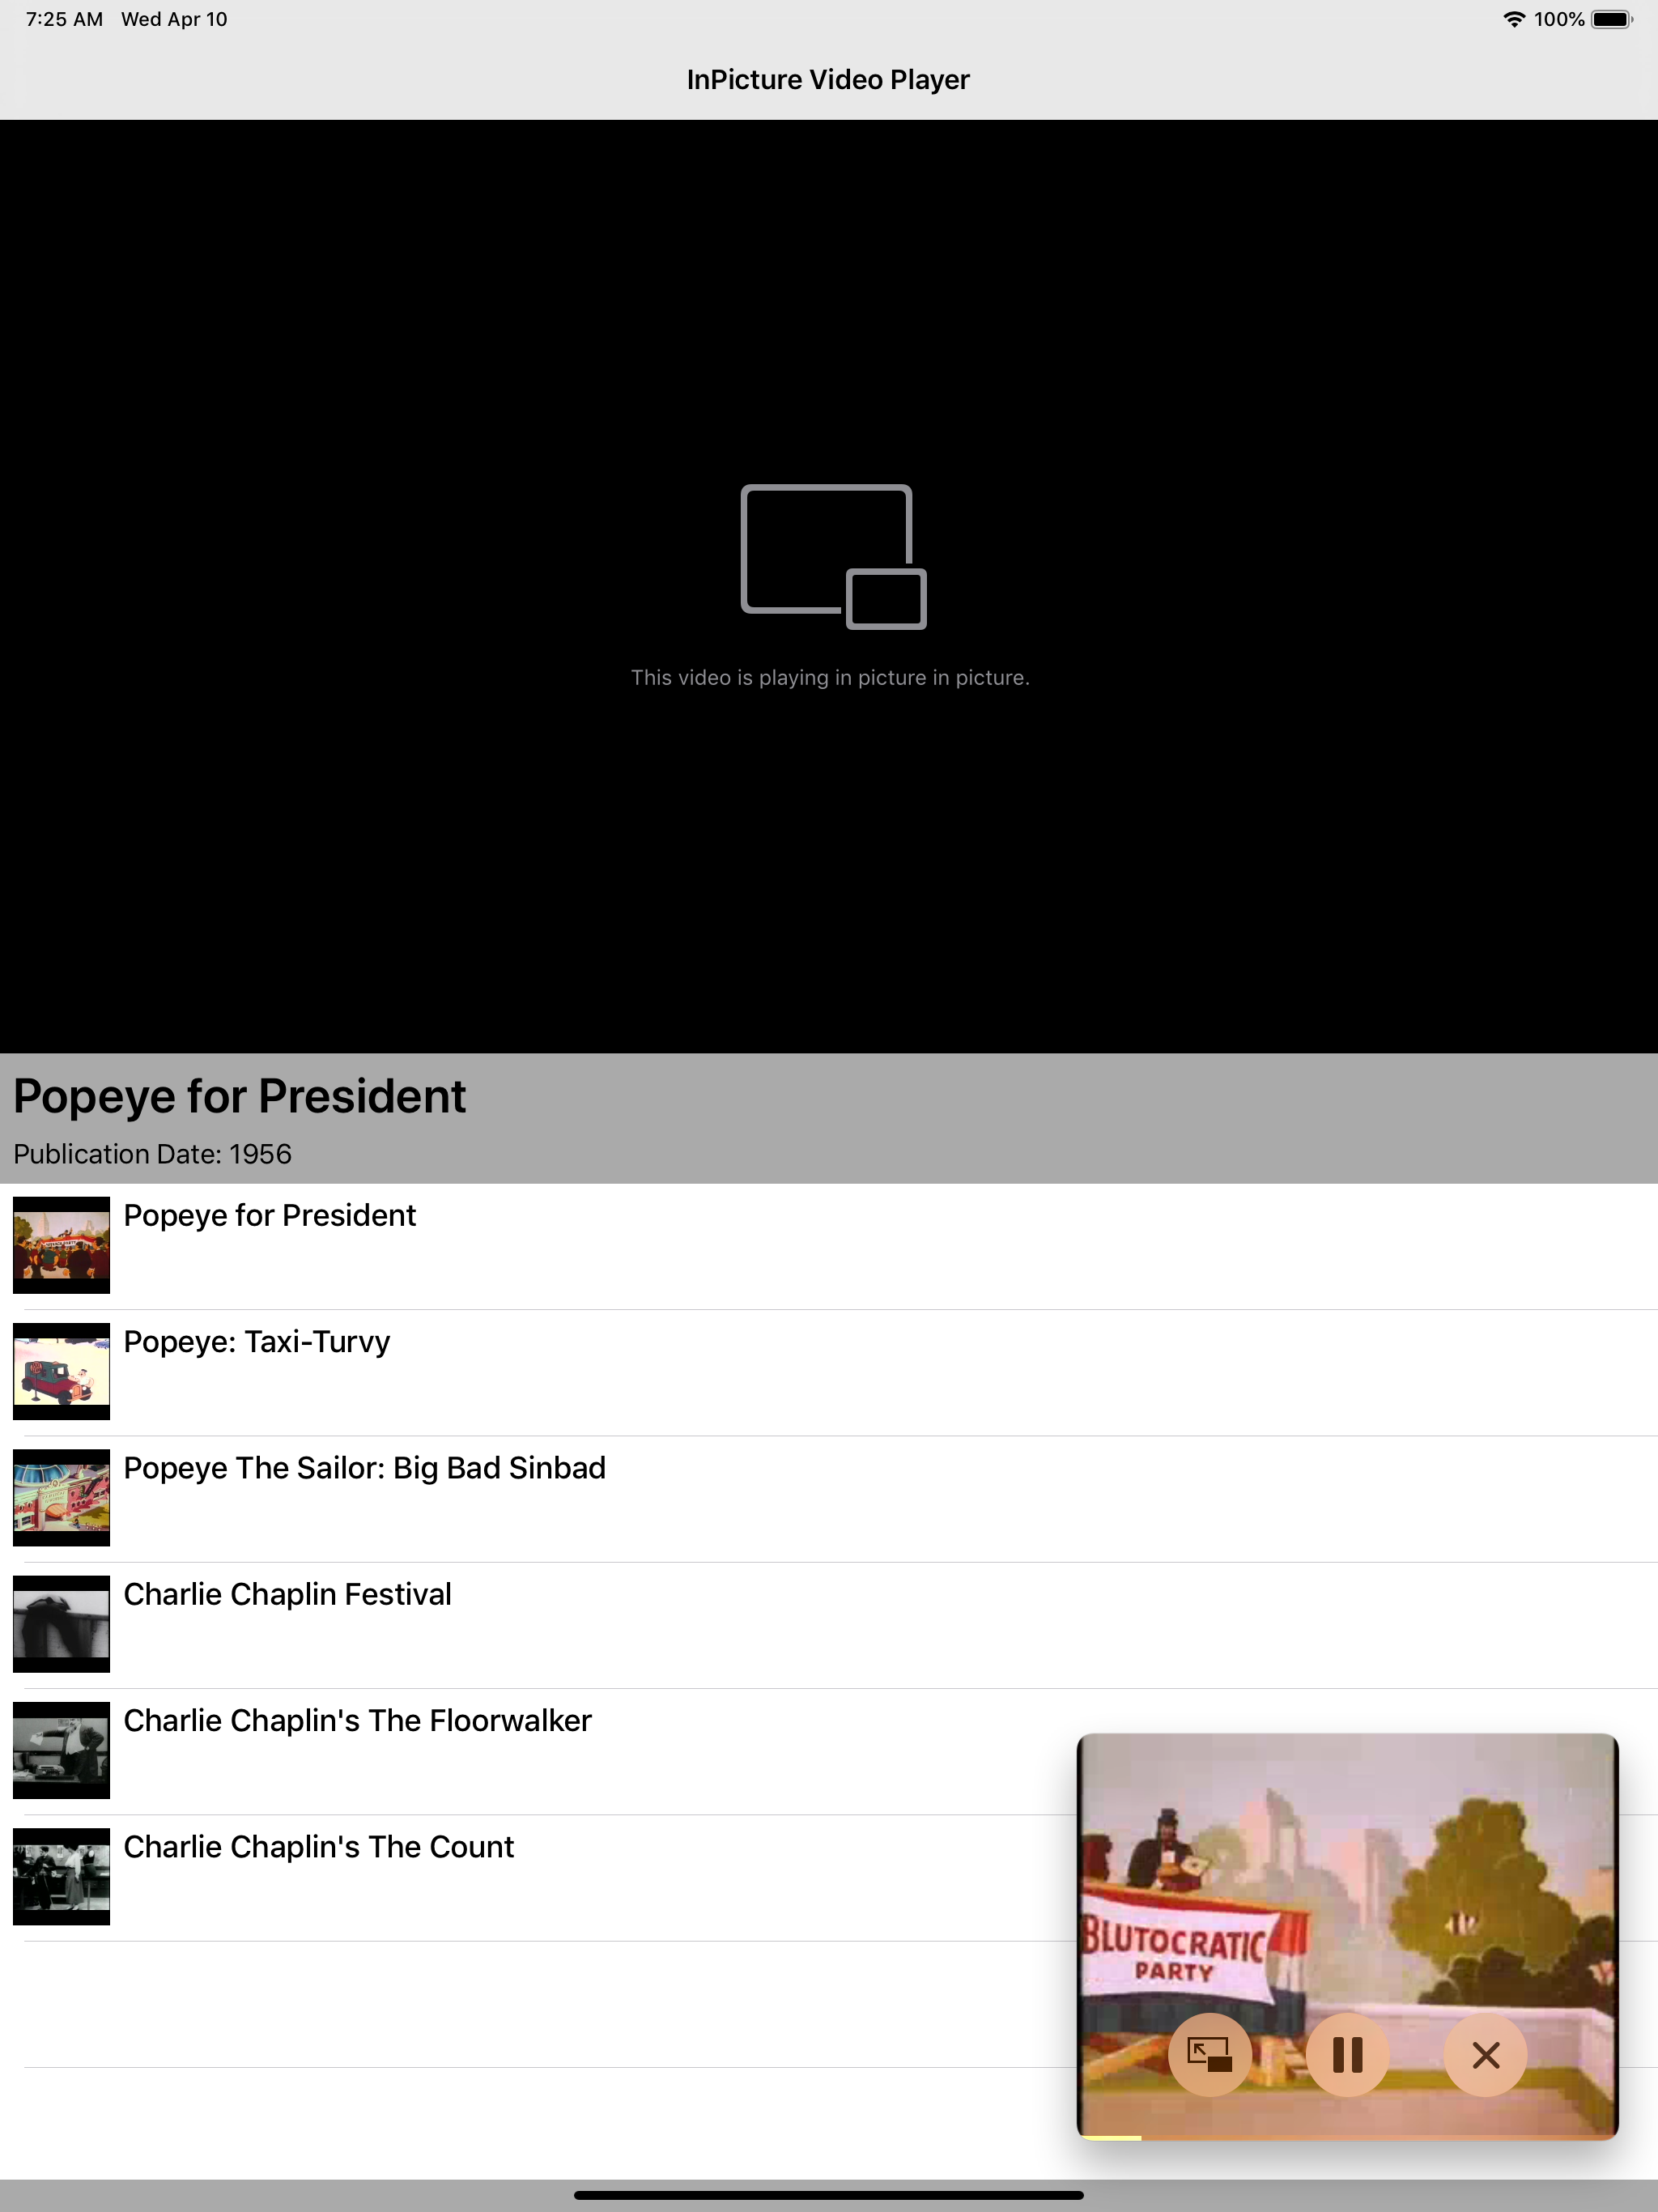 7:25 AM Wed Apr 10 100%
InPicture Video Player
This video is playing in picture in picture.
Popeye for President
Publication Date: 1956
Popeye for President
Popeye: Taxi-Turvy
Popeye The Sailor: Big Bad Sinbad
Charlie Chaplin Festival
Charlie Chaplin's The Floorwalker
Charlie Chaplin's The Count
BLUTOCRATIC
PARTY